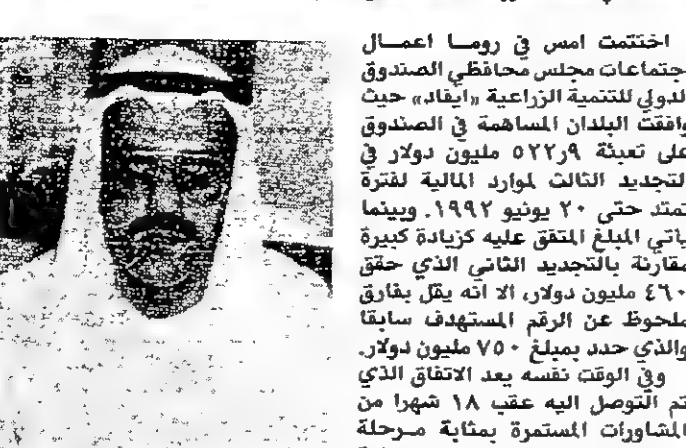 اختتمت امس في روما اعمال
اجتماعات مجلس محافظي الصندوق
الدولي للتنمية الزراعية «ايفاد» حيث
وافقت البلدان المساهمة في الصندوق
على تعبئة ٥٢٢٫٩ مليون دولار في
التجديد الثالث لموارد المالية لفترة
تمتد حتى ٢٠ يونيو ١٩٩٢. وبينما
ياتي المبلغ المتفق عليه كزيادة كبيرة
مقارنة بالتجديد الثاني الذي حقق
٤٦٠ مليون دولار، الا انه يقل بفارق
ملحوظ عن الرقم المستهدف سابقا
والذي حدد بمبلغ ٧٥٠ مليون دولار.
وفي الوقت نفسه يعد الاتفاق الذي
تم التوصل اليه عقب ١٨ شهرا من
المشاورات المستمرة بمثابة مرحلة